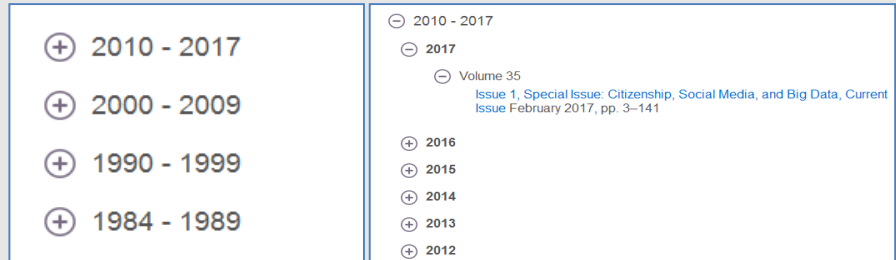 2010 - 2017
2000 - 2009
1990 - 1999
1984 - 1989
2010 - 2017
2017
Volume 35
Issue 1, Special Issue: Citizenship, Social Media, and Big Data, Current
Issue February 2017, pp. 3–141
2016
2015
2014
2013
2012